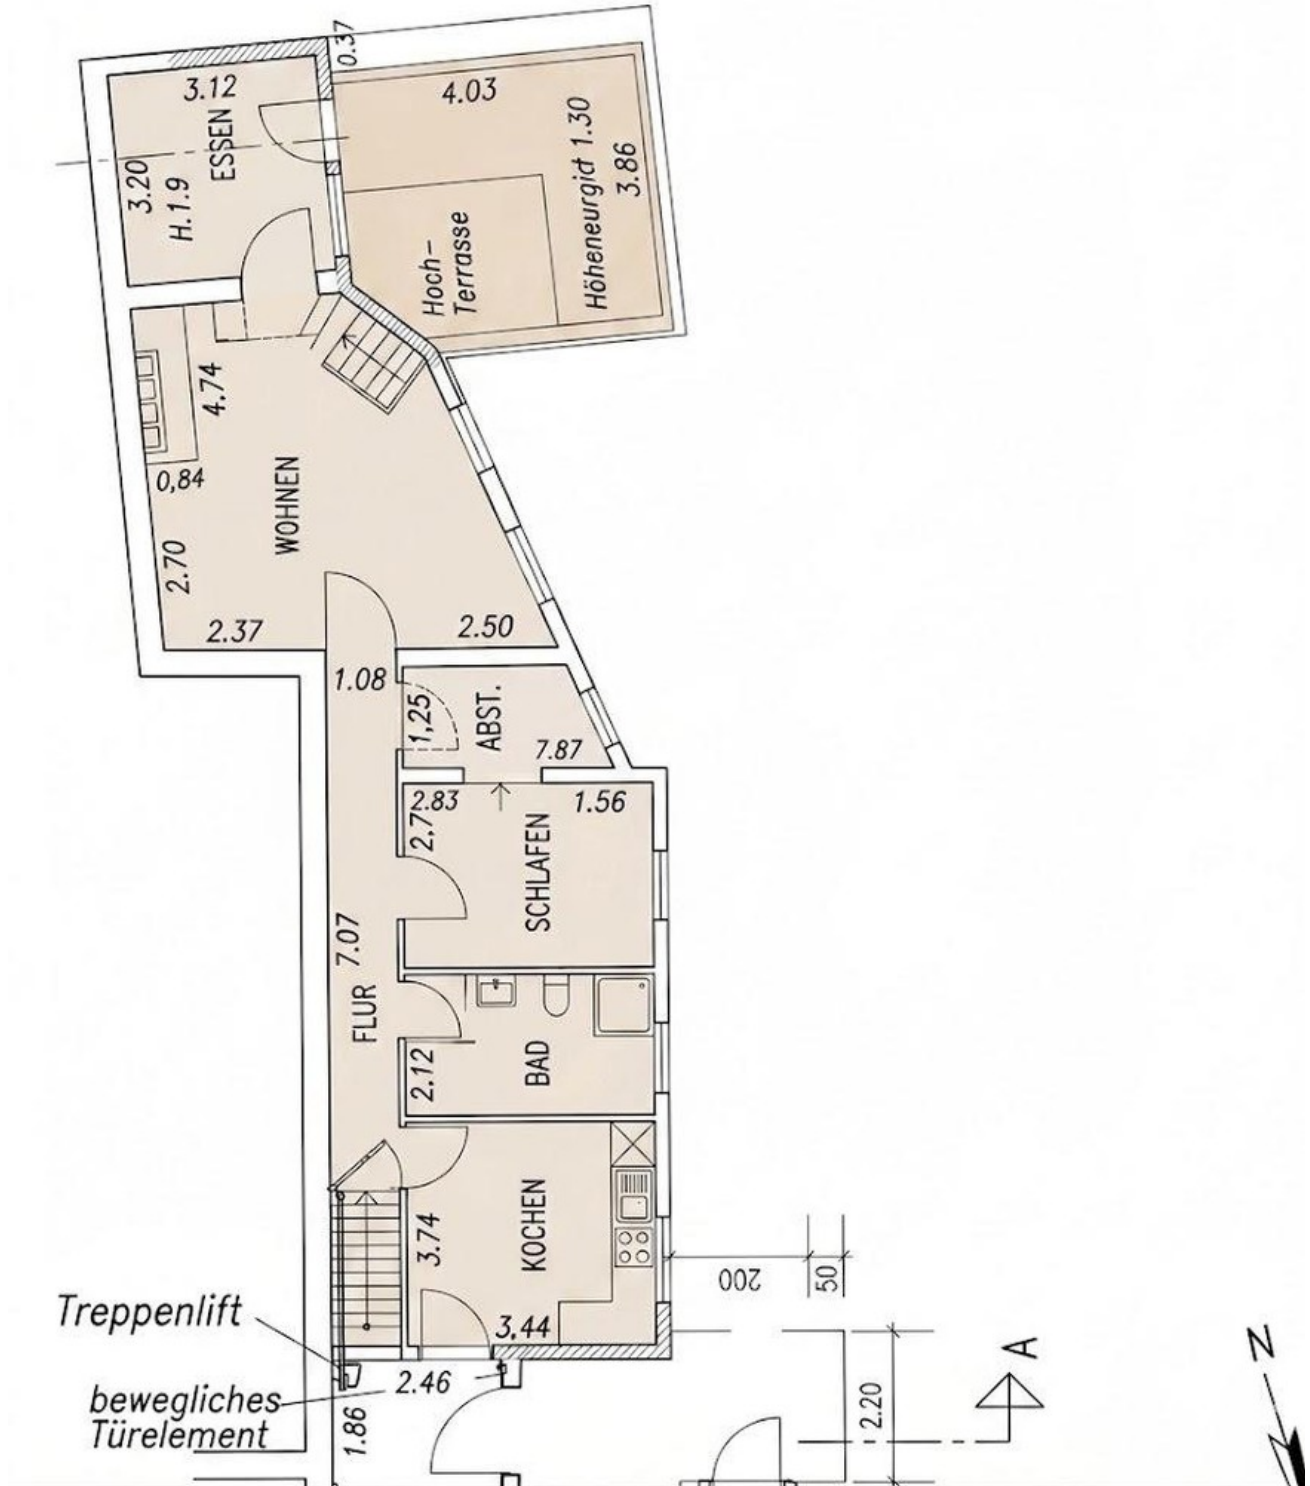 0.37
3.12
4.03
ESSEN
3.20
H.1.9
Höheneurgid 1.30
3.86
Hoch-
Terrasse
4.74
0,84
WOHNEN
2.70
2.37
2.50
1.08
1,25
ABST.
7.87
2.83
1.56
2.7
SCHLAFEN
7.07
FLUR
2.12
BAD
3.74
KOCHEN
3,44
200
50
Treppenlift
2.46
bewegliches
Türelement
1.86
2.20
A
N